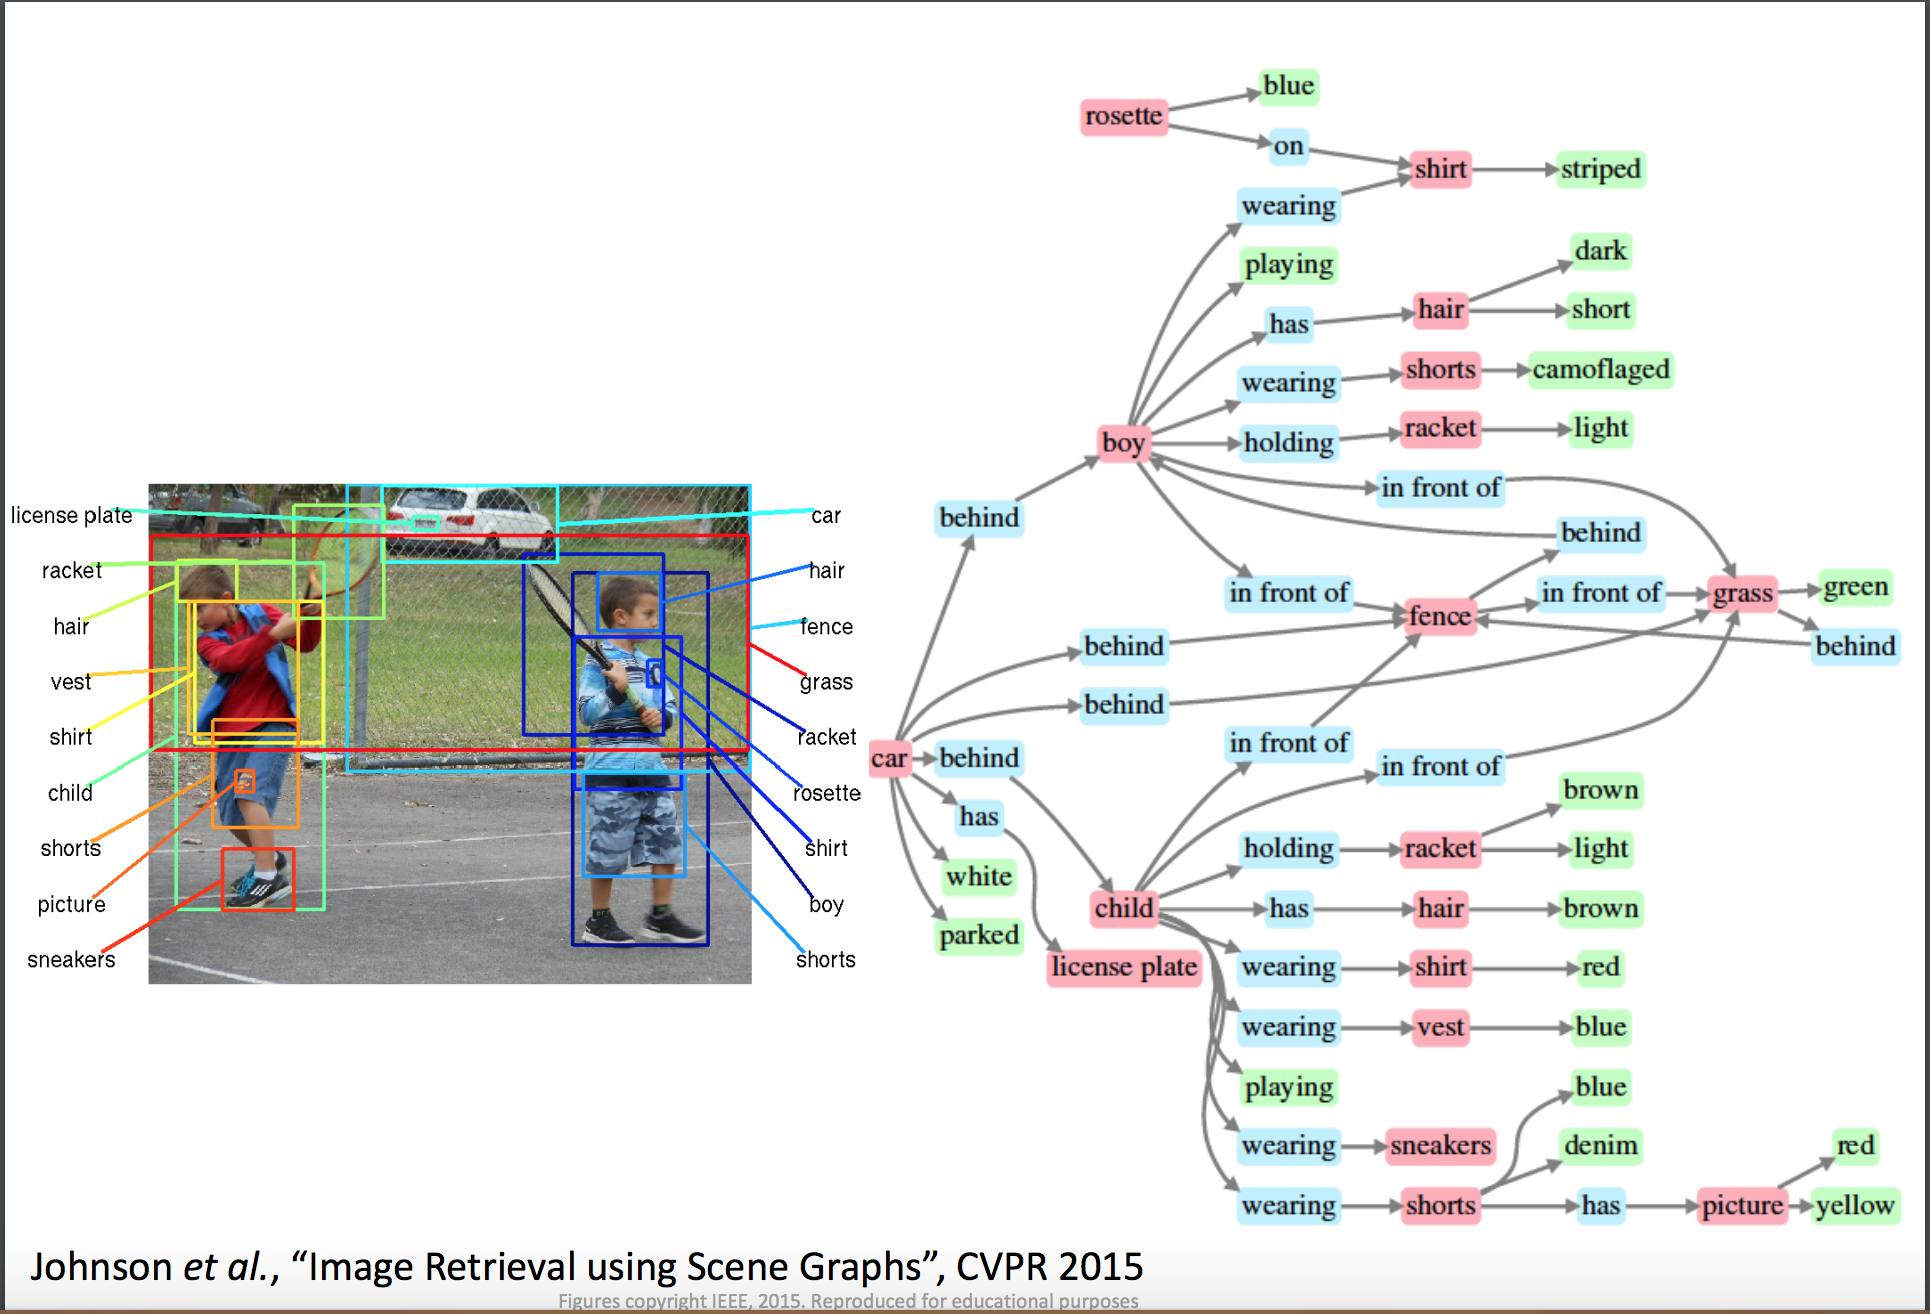 license plate
racket
hair
vest
shirt
child
shorts
picture
sneakers
car
hair
fence
grass
racket
rosette
shirt
boy
shorts
rosette
blue
on
shirt
striped
wearing
playing
dark
has
hair
short
wearing
shorts
camoflaged
holding
racket
light
boy
in front of
behind
behind
in front of
fence
in front of
grass
green
behind
behind
behind
car
behind
in front of
in front of
has
white
parked
license plate
child
holding
racket
brown
light
has
hair
brown
wearing
shirt
red
wearing
vest
blue
playing
blue
wearing
sneakers
denim
red
wearing
shorts
has
picture
yellow
Johnson et al., “Image Retrieval using Scene Graphs”, CVPR 2015
Figures copyright IEEE, 2015. Reproduced for educational purposes